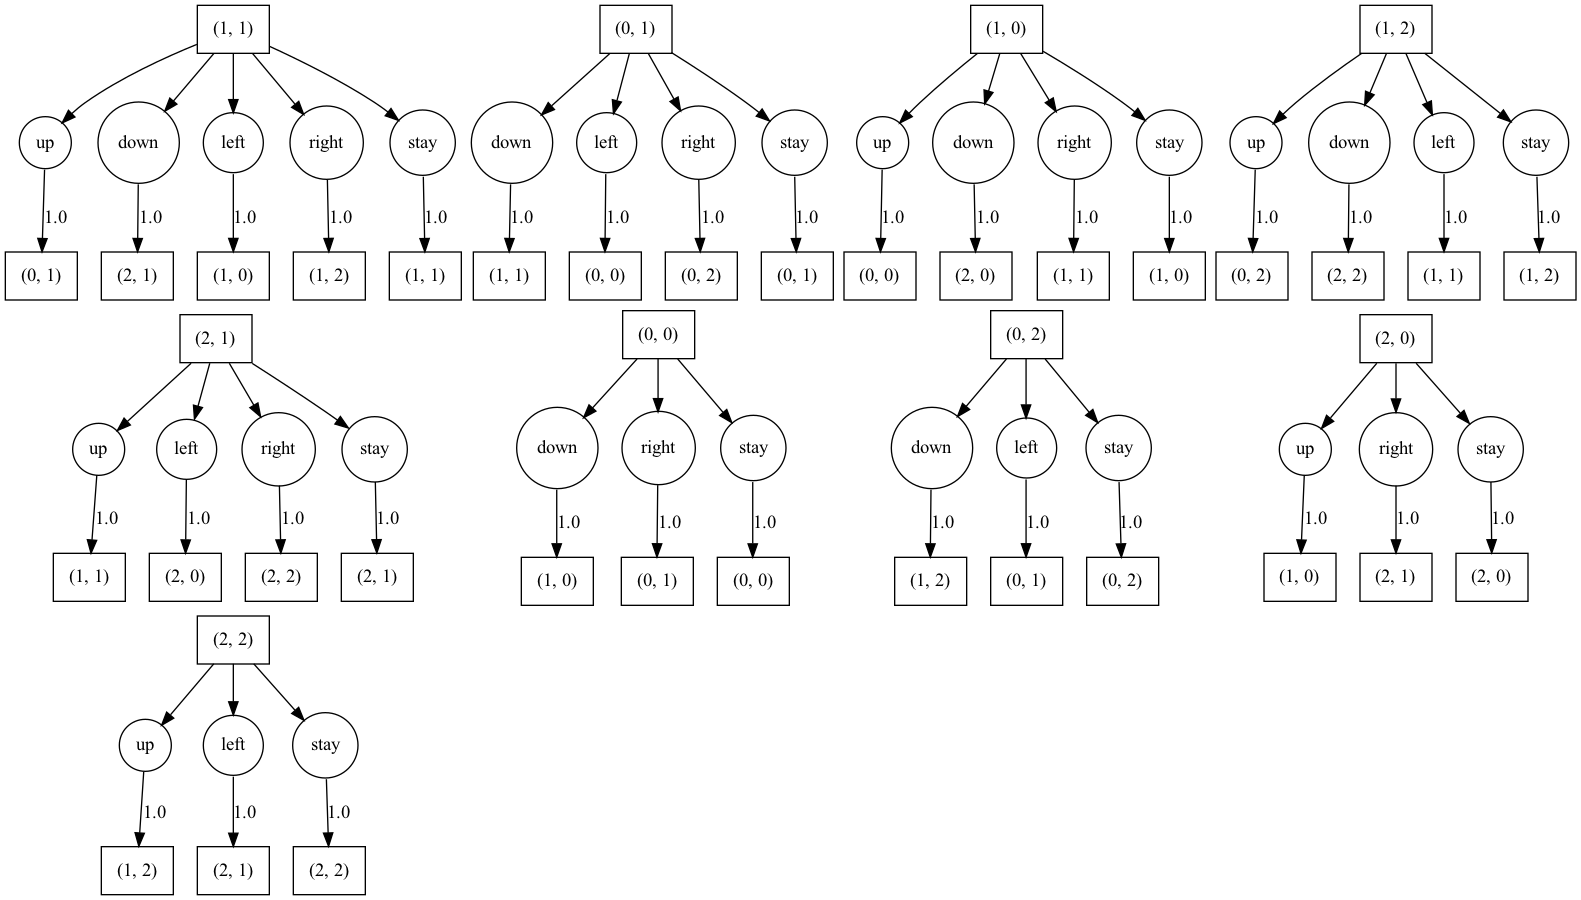 (1, 1) (0, 1) (1, 0) (1, 2)
up down left right stay down left right stay up down right stay up down left stay
1.0 1.0 1.0 1.0 1.0 1.0 1.0 1.0 1.0 1.0 1.0 1.0 1.0 1.0 1.0 1.0 1.0
(0, 1) (2, 1) (1, 0) (1, 2) (1, 1) (1, 1) (0, 0) (0, 2) (0, 1) (0, 0) (2, 0) (1, 1) (1, 0) (0, 2) (2, 2) (1, 1) (1, 2)
(2, 1) (0, 0) (0, 2) (2, 0)
up left right stay down right stay down left stay up right stay
1.0 1.0 1.0 1.0 1.0 1.0 1.0 1.0 1.0 1.0 1.0 1.0 1.0
(1, 1) (2, 0) (2, 2) (2, 1) (1, 0) (0, 1) (0, 0) (1, 2) (0, 1) (0, 2) (1, 0) (2, 1) (2, 0)
(2, 2)
up left stay
1.0 1.0 1.0
(1, 2) (2, 1) (2, 2)